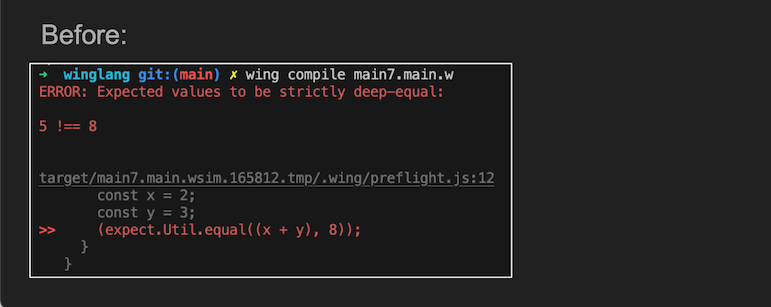 Before:
→ winglang git:(main) ✗ wing compile main7.main.w
ERROR: Expected values to be strictly deep-equal:
5 !== 8
target/main7.main.wsim.165812.tmp/.wing/preflight.js:12
const x = 2;
const y = 3;
>> (expect.Util.equal((x + y), 8));
}
}